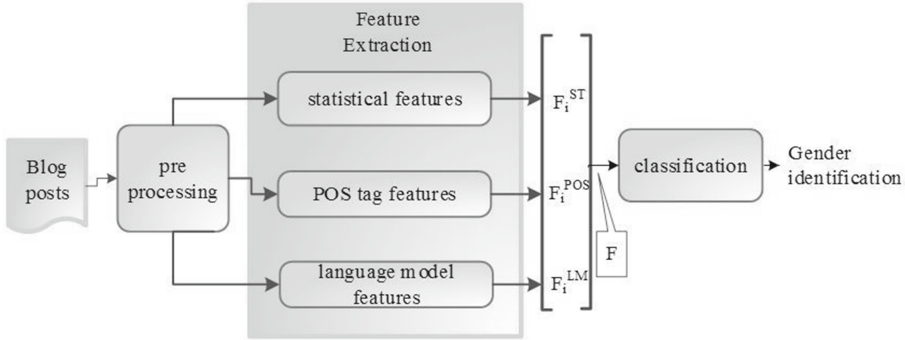 Feature
Extraction
statistical features
F_i^ST
Blog
posts
pre
processing
POS tag features
F_i^POS
classification
Gender
identification
F
language model
features
F_i^LM